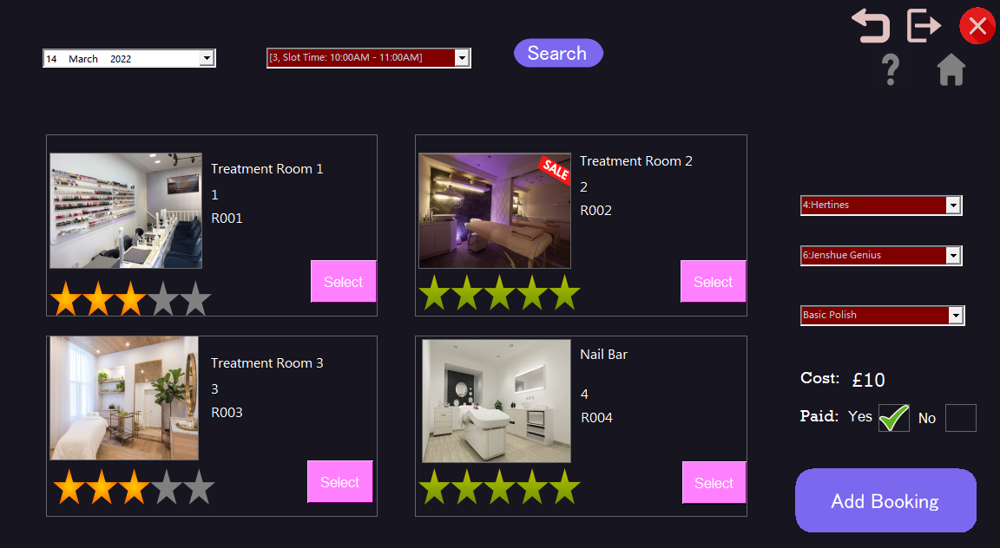 14 March 2022
[3, Slot Time: 10:00AM - 11:00AM]
Search
?
Treatment Room 1
1
R001
Select
SALE
Treatment Room 2
2
R002
Select
Treatment Room 3
3
R003
Select
Nail Bar
4
R004
Select
4:Hertines
6:Jenshue Genius
Basic Polish
Cost: £10
Paid: Yes No
Add Booking